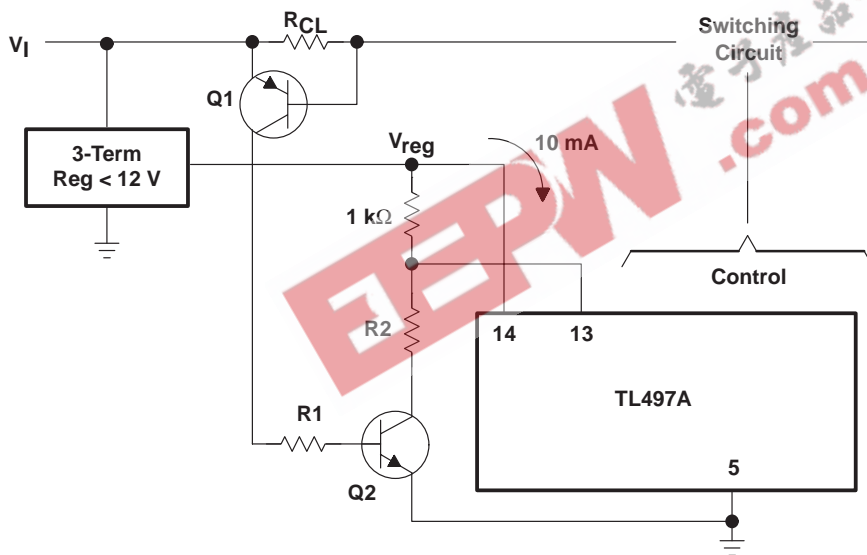 RCL
VI
Switching
Circuit
Q1
3-Term
Reg < 12 V
Vreg
10 mA
1 kΩ
Control
R2
14
13
TL497A
R1
Q2
5
EEPW
.com